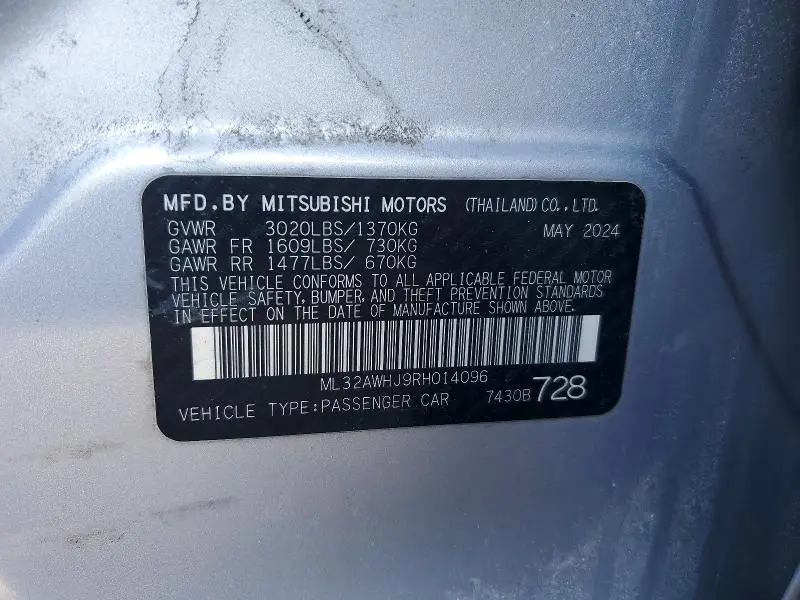 MFD.BY MITSUBISHI MOTORS (THAILAND)CO.,LTD.
GVWR 3020LBS/1370KG MAY 2024
GAWR FR 1609LBS/ 730KG
GAWR RR 1477LBS/ 670KG
THIS VEHICLE CONFORMS TO ALL APPLICABLE FEDERAL MOTOR
VEHICLE SAFETY, BUMPER, AND THEFT PREVENTION STANDARDS
IN EFFECT ON THE DATE OF MANUFACTURE SHOWN ABOVE.
ML32AWHJ9RH014096
VEHICLE TYPE:PASSENGER CAR 7430B 728